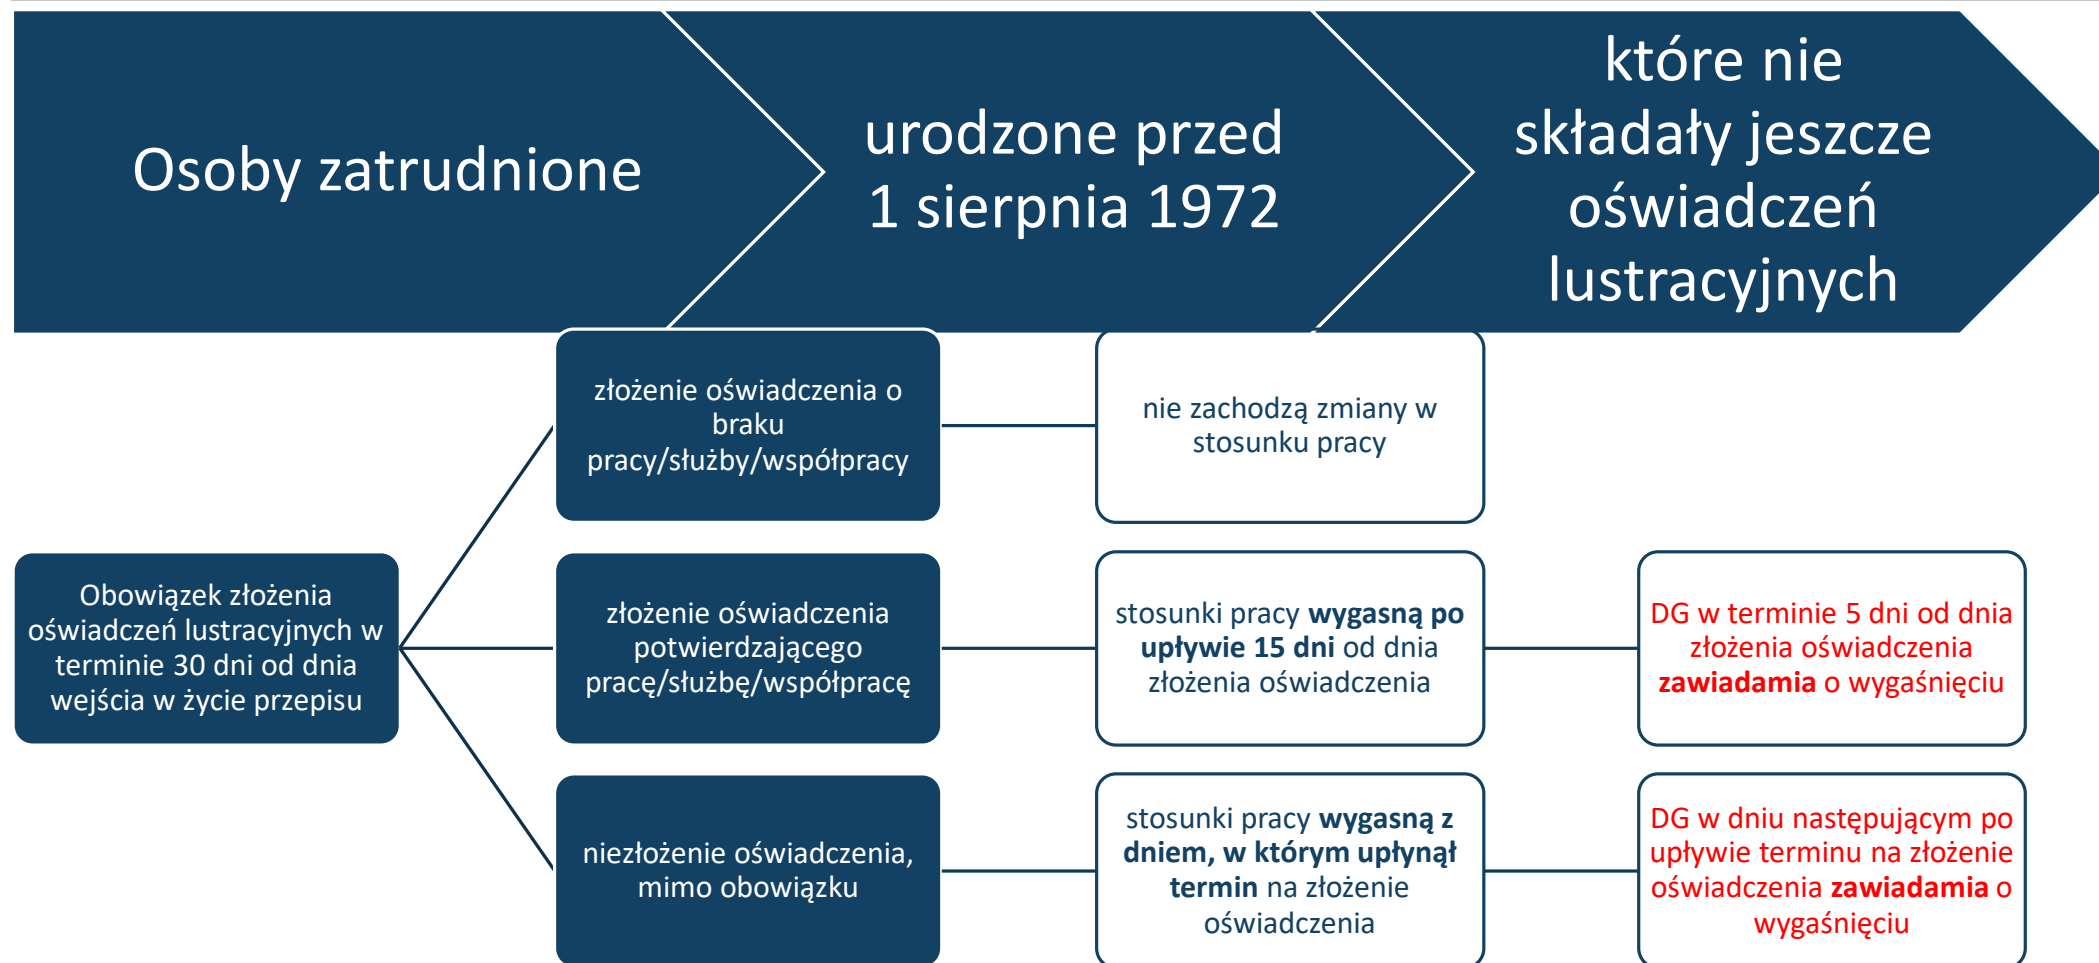 Osoby zatrudnione
urodzone przed
1 sierpnia 1972
które nie
składały jeszcze
oświadczeń
lustracyjnych
Obowiązek złożenia
oświadczeń lustracyjnych w
terminie 30 dni od dnia
wejścia w życie przepisu
złożenie oświadczenia o
braku
pracy/służby/współpracy
nie zachodzą zmiany w
stosunku pracy
złożenie oświadczenia
potwierdzającego
pracę/służbę/współpracę
stosunki pracy wygasną po
upływie 15 dni od dnia
złożenia oświadczenia
DG w terminie 5 dni od dnia
złożenia oświadczenia
zawiadamia o wygaśnięciu
niezłożenie oświadczenia,
mimo obowiązku
stosunki pracy wygasną z
dniem, w którym upłynął
termin na złożenie
oświadczenia
DG w dniu następującym po
upływie terminu na złożenie
oświadczenia zawiadamia o
wygaśnięciu